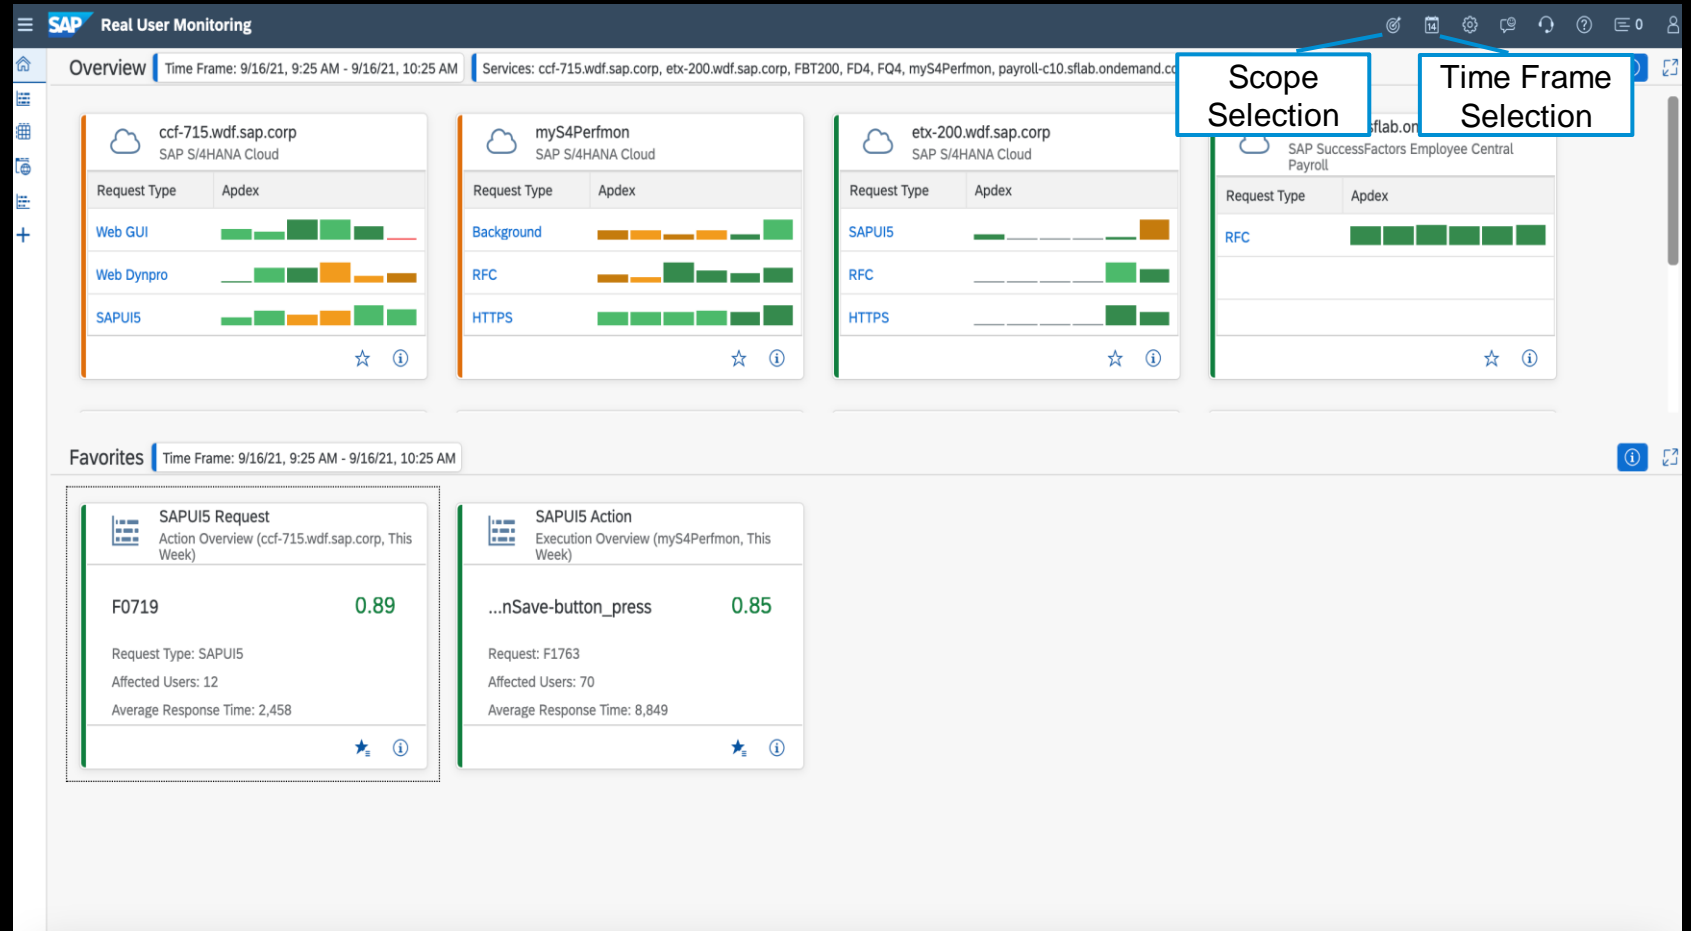 SAP Real User Monitoring
14
0
Overview
Time Frame: 9/16/21, 9:25 AM - 9/16/21, 10:25 AM
Services: ccf-715.wdf.sap.corp, etx-200.wdf.sap.corp, FBT200, FD4, FQ4, myS4Perfmon, payroll-c10.sflab.ondemand.co
Scope
Selection
Time Frame
Selection
ccf-715.wdf.sap.corp
SAP S/4HANA Cloud
Request Type Apdex
Web GUI
Web Dynpro
SAPUI5
myS4Perfmon
SAP S/4HANA Cloud
Request Type Apdex
Background
RFC
HTTPS
etx-200.wdf.sap.corp
SAP S/4HANA Cloud
Request Type Apdex
SAPUI5
RFC
HTTPS
sflab.on
SAP SuccessFactors Employee Central
Payroll
Request Type Apdex
RFC
Favorites
Time Frame: 9/16/21, 9:25 AM - 9/16/21, 10:25 AM
SAPUI5 Request
Action Overview (ccf-715.wdf.sap.corp, This
Week)
F0719 0.89
Request Type: SAPUI5
Affected Users: 12
Average Response Time: 2,458
SAPUI5 Action
Execution Overview (myS4Perfmon, This
Week)
...nSave-button_press 0.85
Request: F1763
Affected Users: 70
Average Response Time: 8,849